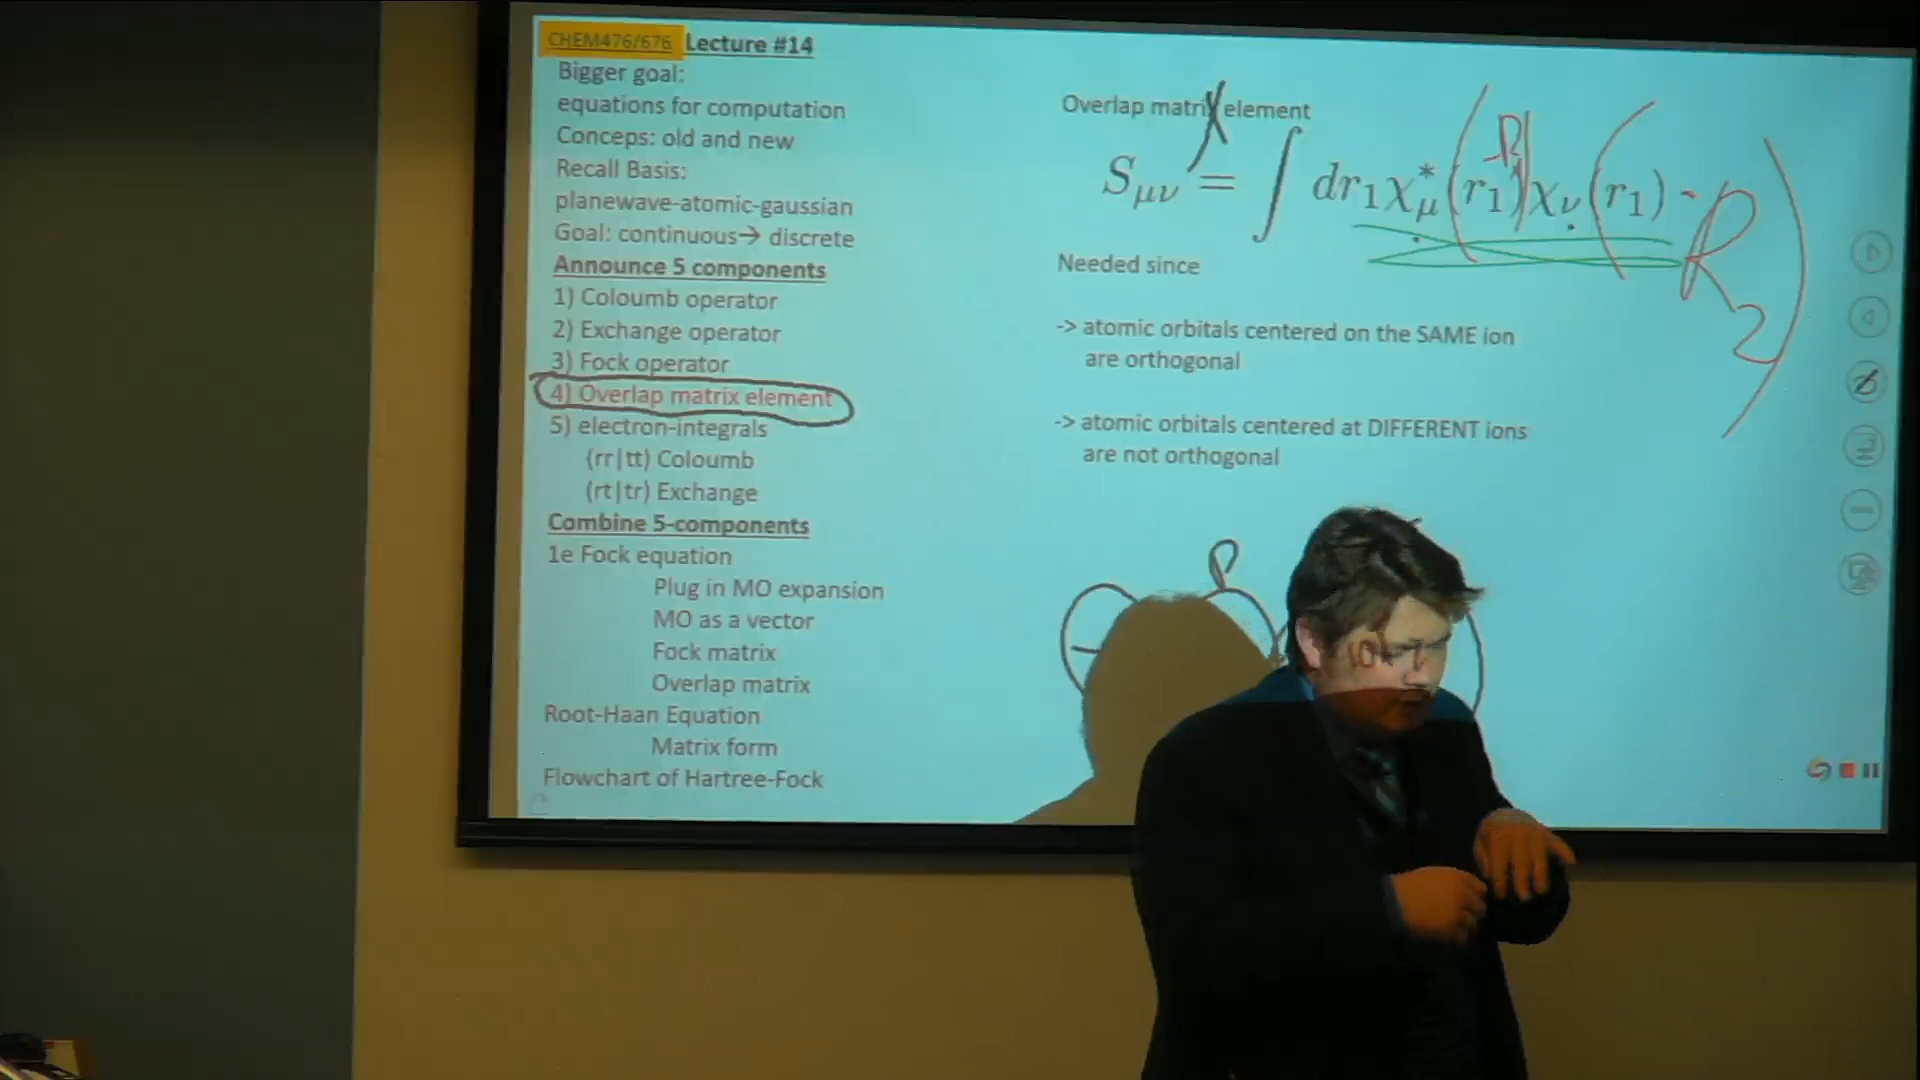 CHEM476/676 Lecture #14
Bigger goal:
equations for computation
Conceps: old and new
Recall Basis:
planewave-atomic-gaussian
Goal: continuous→ discrete
Announce 5 components
1) Coloumb operator
2) Exchange operator
3) Fock operator
4) Overlap matrix element
5) electron-integrals
(rr|tt) Coloumb
(rt|tr) Exchange
Combine 5-components
1e Fock equation
Plug in MO expansion
MO as a vector
Fock matrix
Overlap matrix
Root-Haan Equation
Matrix form
Flowchart of Hartree-Fock
Overlap matrix element
S_μν = ∫ dr₁χ*_μ(r₁)χ_ν(r₁)
- R₁
- R₂
Needed since
-> atomic orbitals centered on the SAME ion
are orthogonal
-> atomic orbitals centered at DIFFERENT ions
are not orthogonal